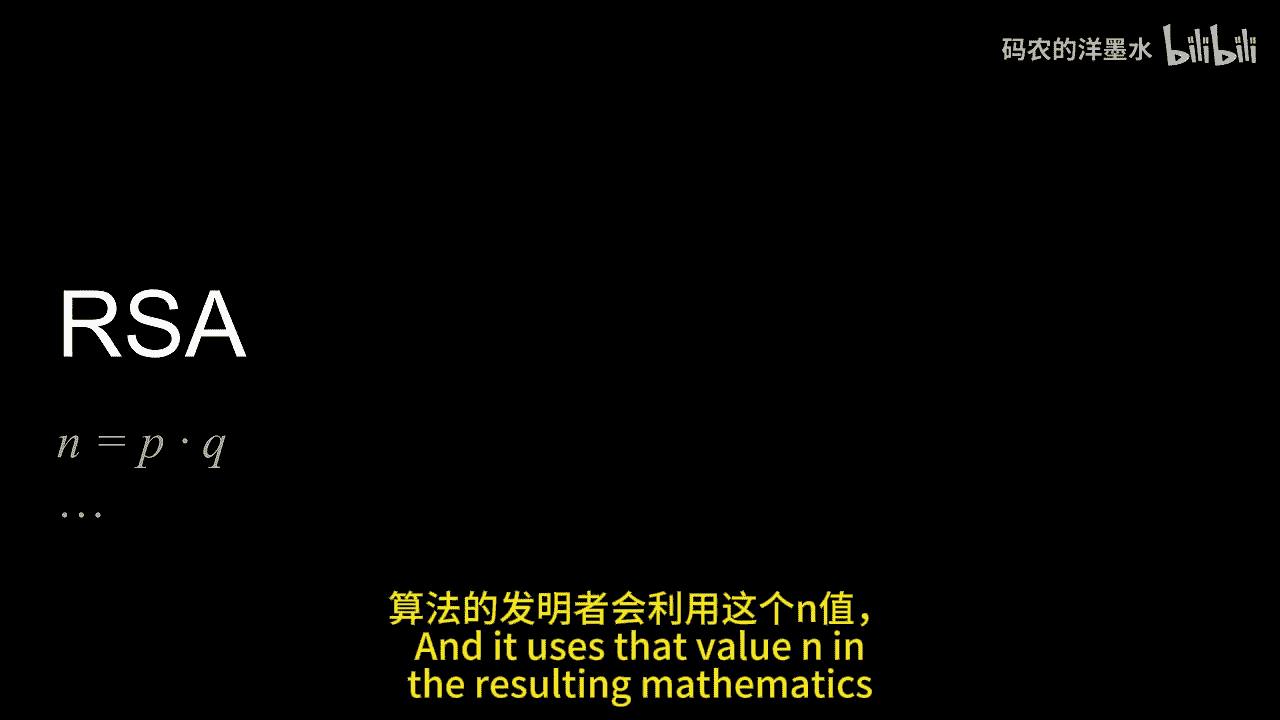 码农的洋墨水 bilibili
RSA
n = p · q
...
算法的发明者会利用这个n值，
And it uses that value n in
the resulting mathematics